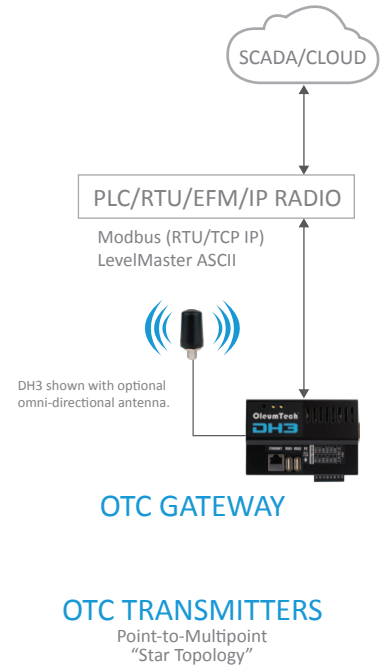 SCADA/CLOUD
PLC/RTU/EFM/IP RADIO
Modbus (RTU/TCP IP)
LevelMaster ASCII
DH3 shown with optional
omni-directional antenna.
OleumTech
DH3
ETHERNET
OTC GATEWAY
OTC TRANSMITTERS
Point-to-Multipoint
“Star Topology”